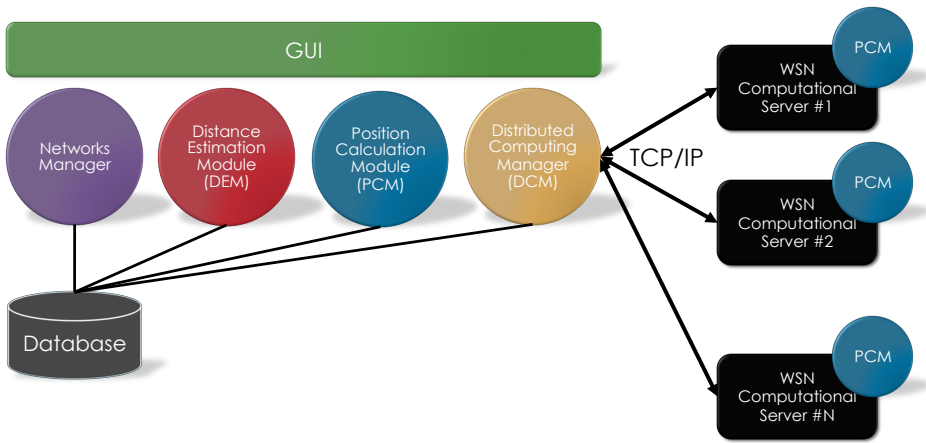 GUI
Networks
Manager
Distance
Estimation
Module
(DEM)
Position
Calculation
Module
(PCM)
Distributed
Computing
Manager
(DCM)
TCP/IP
Database
PCM
WSN
Computational
Server #1
PCM
WSN
Computational
Server #2
PCM
WSN
Computational
Server #N